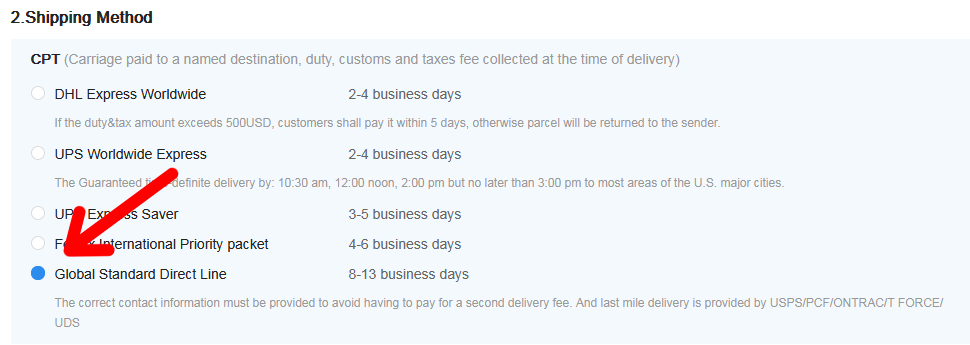 2.Shipping Method
CPT (Carriage paid to a named destination, duty, customs and taxes fee collected at the time of delivery)
DHL Express Worldwide 2-4 business days
If the duty&tax amount exceeds 500USD, customers shall pay it within 5 days, otherwise parcel will be returned to the sender.
UPS Worldwide Express 2-4 business days
The Guaranteed definite delivery by: 10:30 am, 12:00 noon, 2:00 pm but no later than 3:00 pm to most areas of the U.S. major cities.
UPS Express Saver 3-5 business days
International Priority packet 4-6 business days
Global Standard Direct Line 8-13 business days
The correct contact information must be provided to avoid having to pay for a second delivery fee. And last mile delivery is provided by USPS/PCF/ONTRAC/T FORCE/
UDS